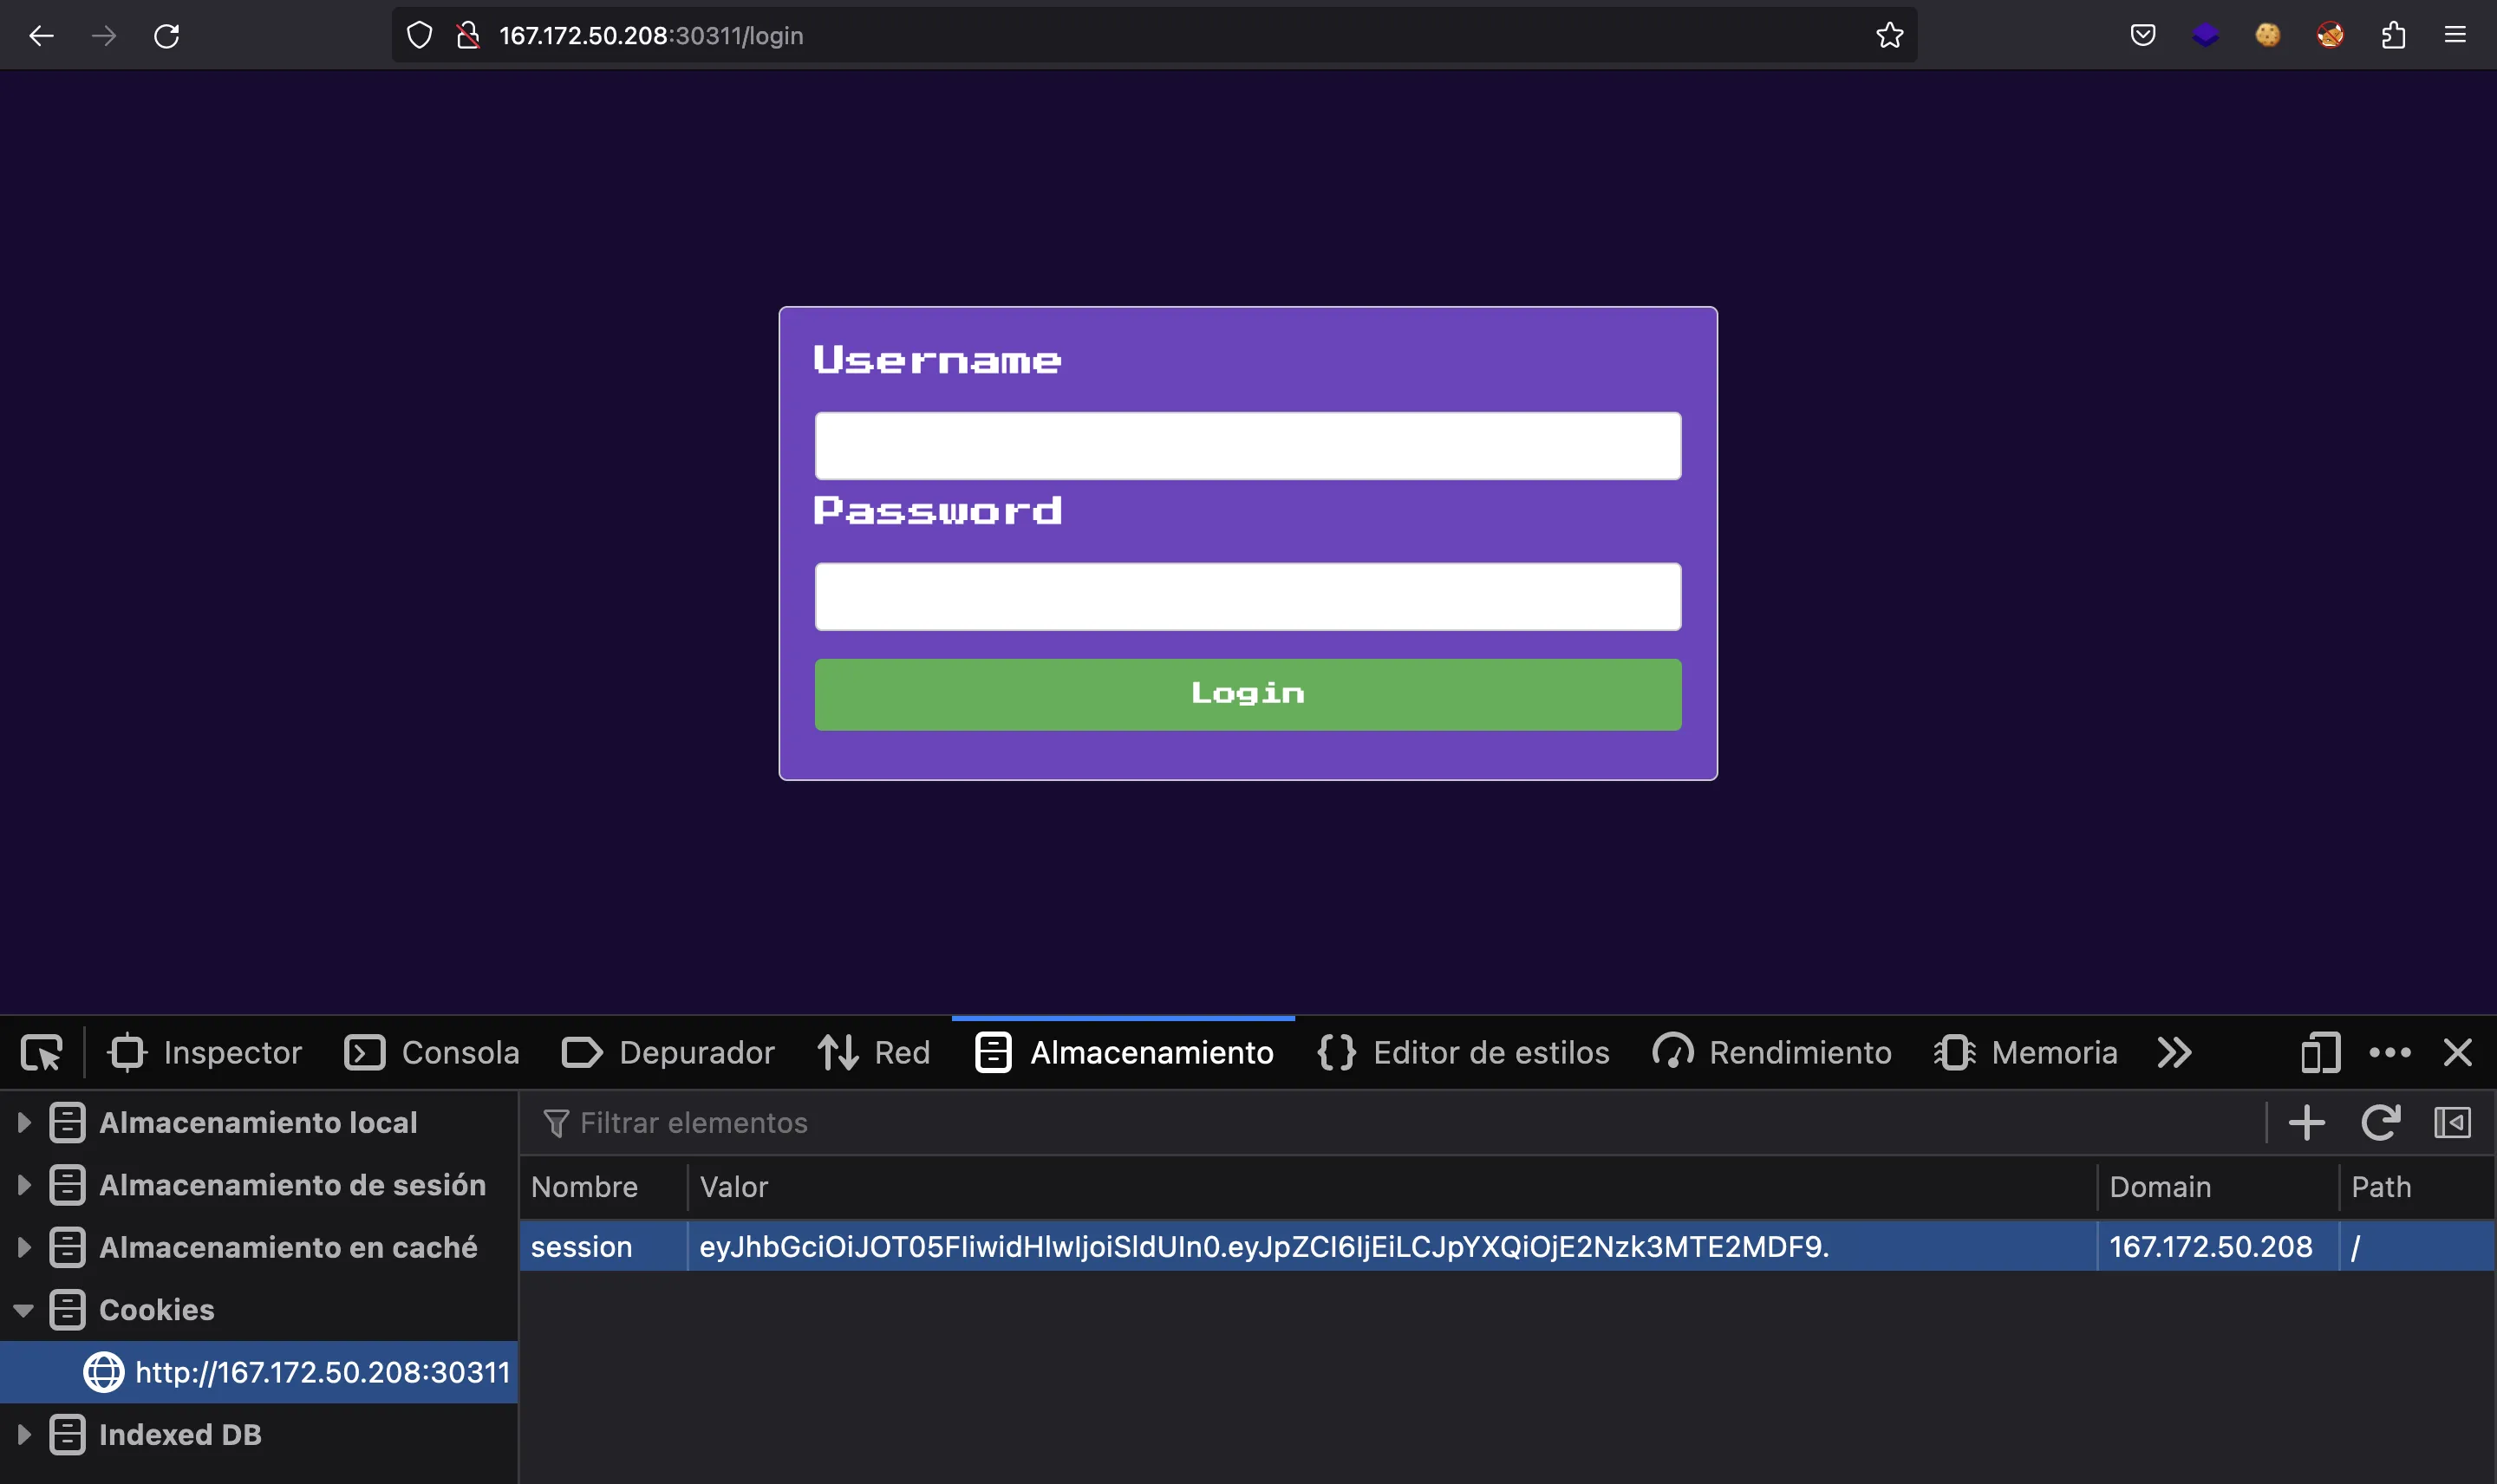 167.172.50.208:30311/login
Username
Password
Login
Inspector Consola Depurador Red Almacenamiento Editor de estilos Rendimiento Memoria
Almacenamiento local
Almacenamiento de sesión
Almacenamiento en caché
Cookies
http://167.172.50.208:30311
Indexed DB
Filtrar elementos
Nombre Valor Domain Path
session eyJhbGciOiJOT05FIiwidHlwIjoiSldUIn0.eyJpZCI6IjEiLCJpYXQiOjE2Nzk3MTE2MDF9. 167.172.50.208 /